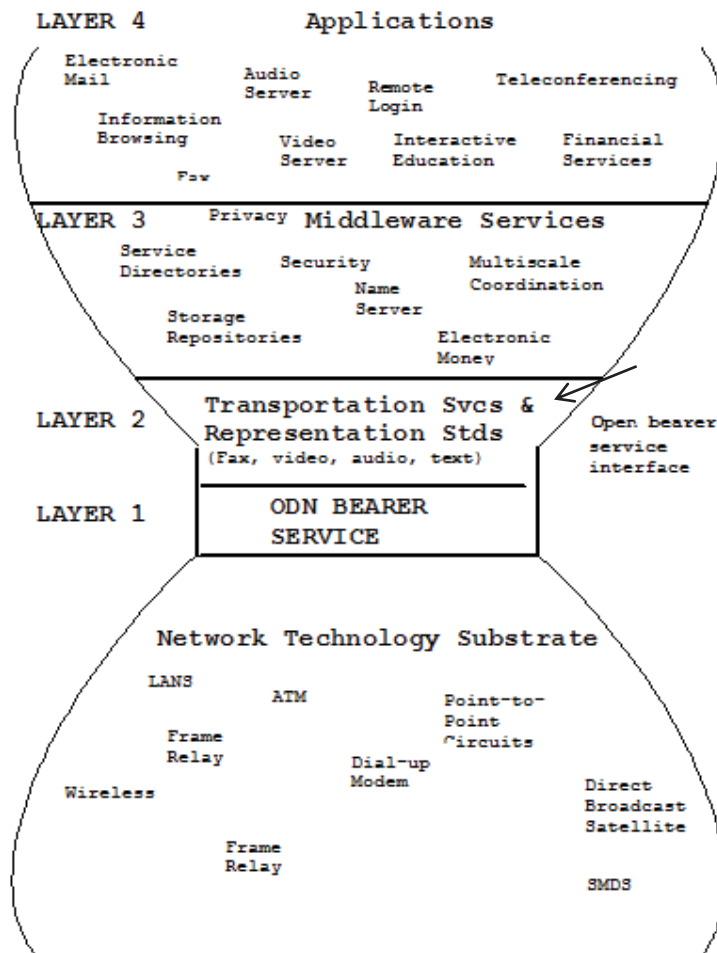 LAYER 4 Applications
Electronic
Mail
Audio
Server
Remote
Login
Teleconferencing
Information
Browsing
Video
Server
Interactive
Education
Financial
Services
Fax
LAYER 3 Privacy Middleware Services
Service
Directories
Security
Name
Server
Multiscale
Coordination
Storage
Repositories
Electronic
Money
LAYER 2
Transportation Svcs &
Representation Stds
(Fax, video, audio, text)
Open bearer
service
interface
LAYER 1
ODN BEARER
SERVICE
Network Technology Substrate
LANS
ATM
Point-to-
Point
Circuits
Frame
Relay
Dial-up
Modem
Wireless
Direct
Broadcast
Satellite
Frame
Relay
SMDS